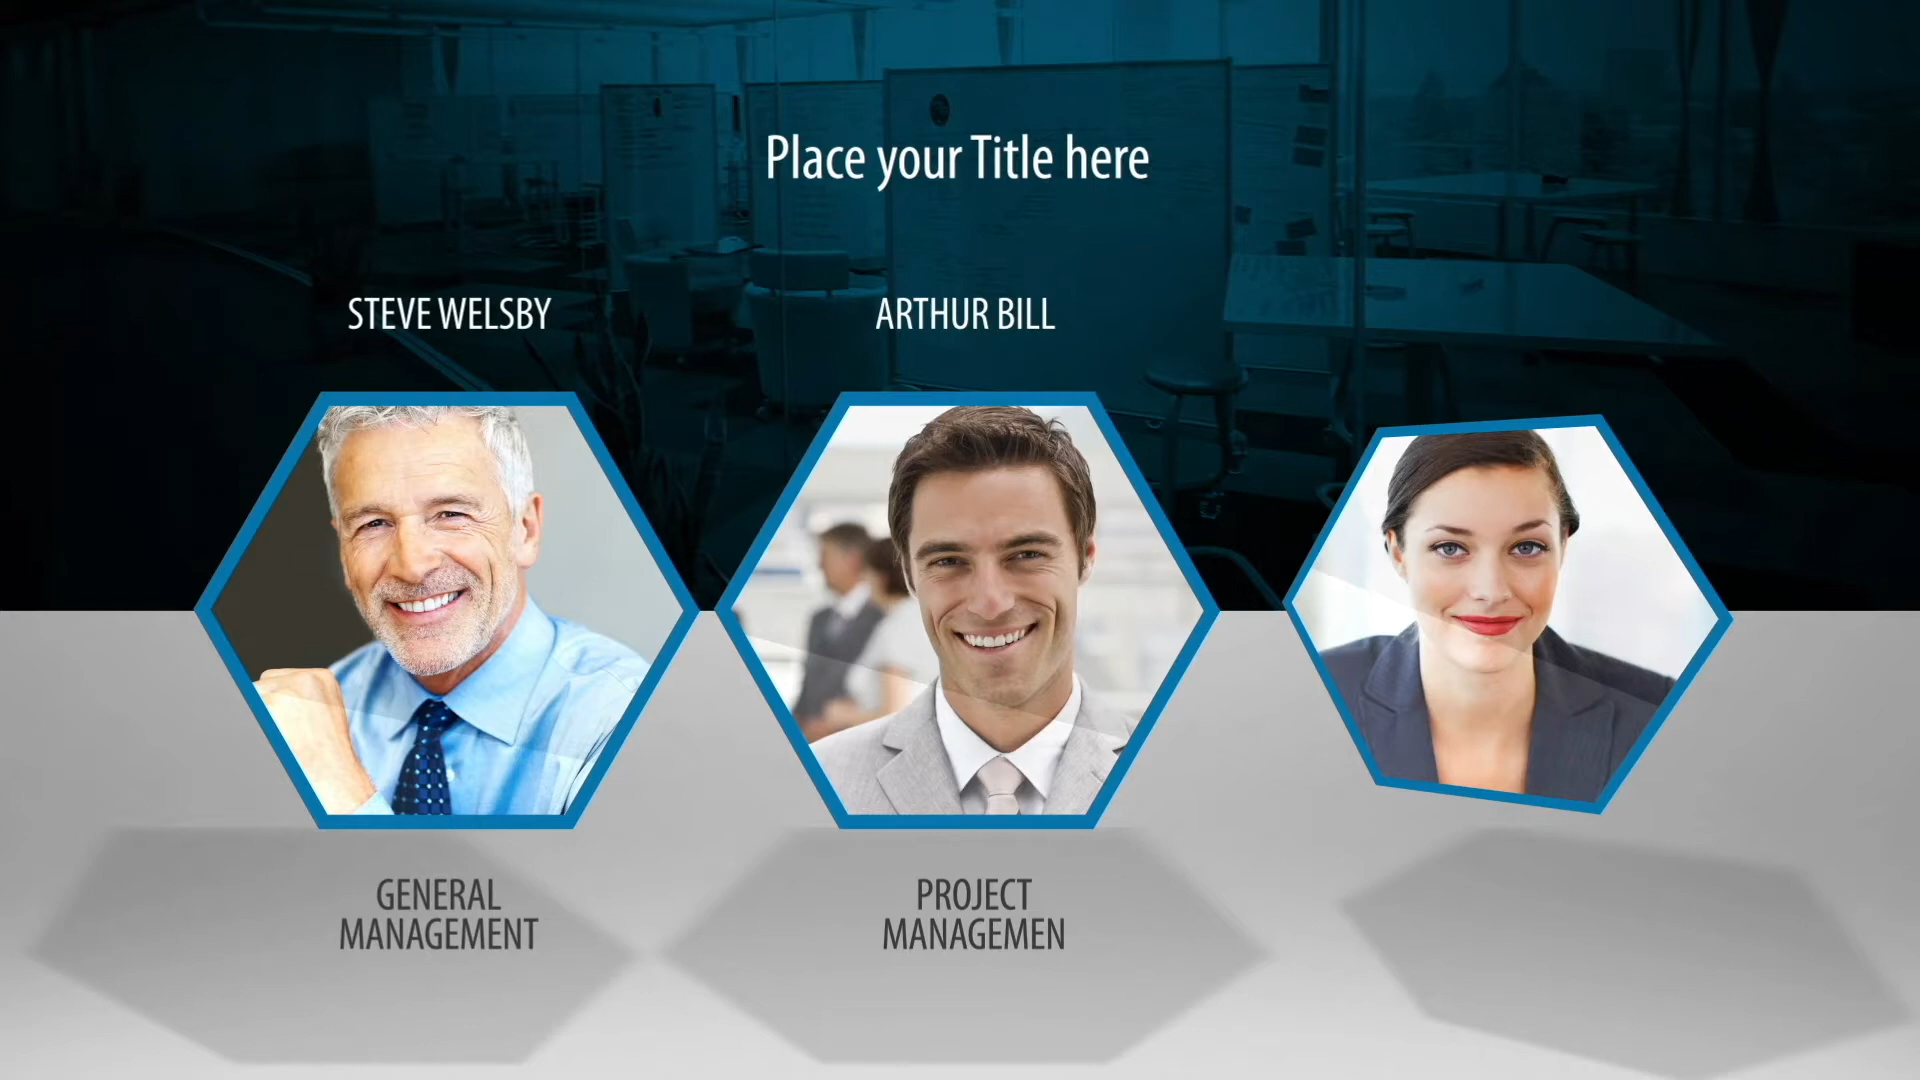 Place your Title here
STEVE WELSBY
ARTHUR BILL
GENERAL
MANAGEMENT
PROJECT
MANAGEMEN